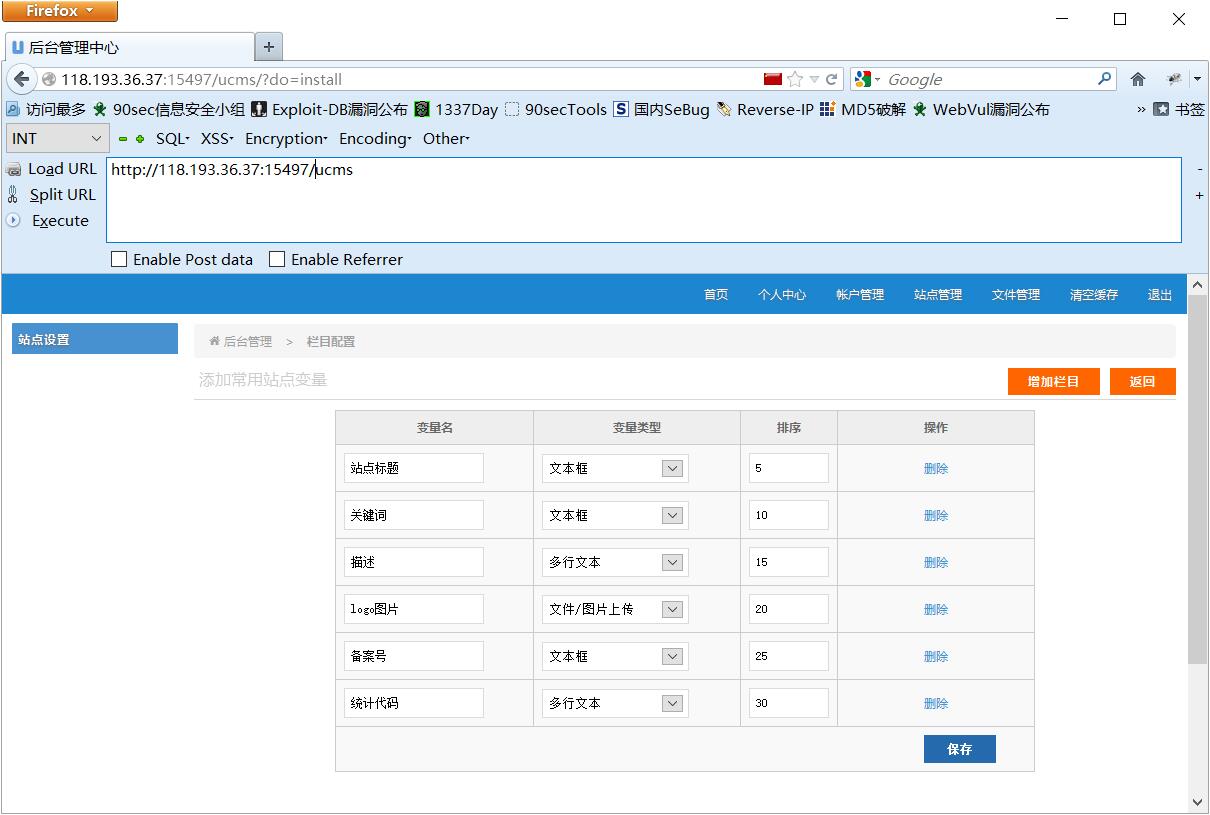 Firefox
后台管理中心
118.193.36.37:15497/ucms/?do=install
Google
访问最多 90sec信息安全小组 Exploit-DB漏洞公布 1337Day 90secTools 国内SeBug Reverse-IP MD5破解 WebVul漏洞公布 » 书签
INT SQL XSS Encryption Encoding Other
Load URL http://118.193.36.37:15497/ucms
Split URL
Execute
Enable Post data Enable Referrer
首页 个人中心 帐户管理 站点管理 文件管理 清空缓存 退出
站点设置
后台管理 > 栏目配置
添加常用站点变量 增加栏目 返回
变量名 变量类型 排序 操作
站点标题 文本框 5 删除
关键词 文本框 10 删除
描述 多行文本 15 删除
logo图片 文件/图片上传 20 删除
备案号 文本框 25 删除
统计代码 多行文本 30 删除
保存